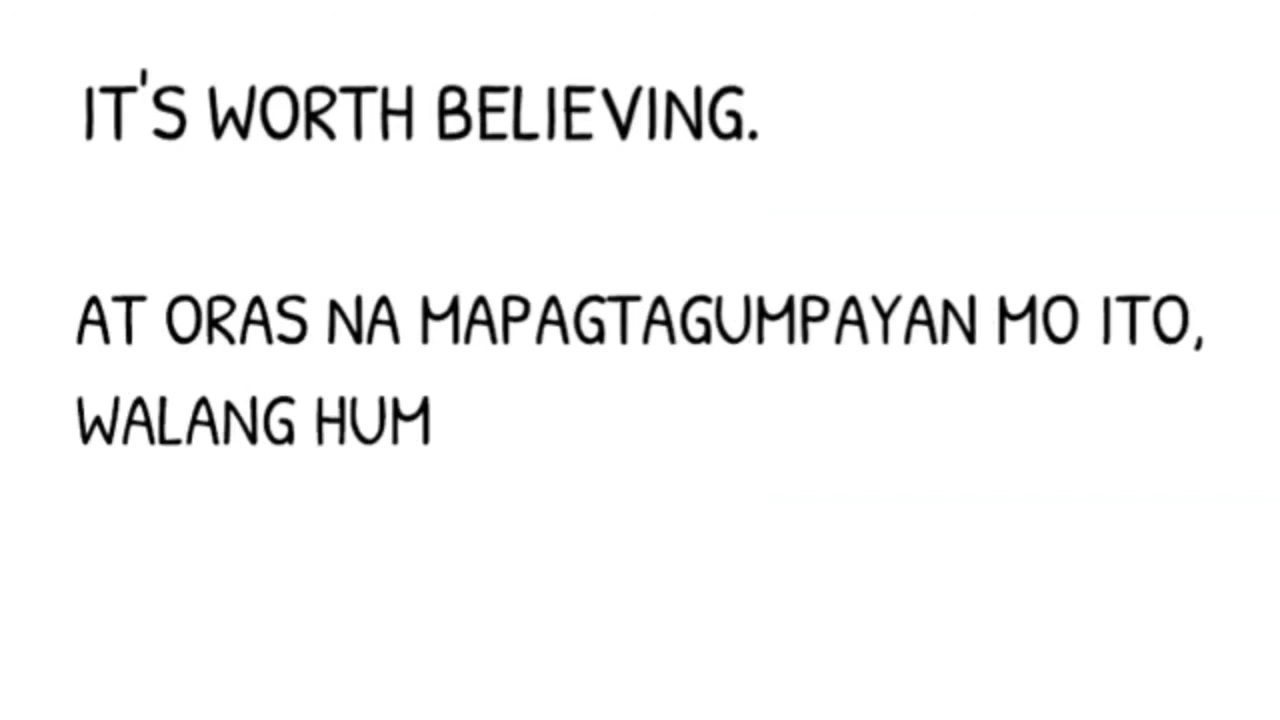 IT'S WORTH BELIEVING.
AT ORAS NA MAPAGTAGUMPAYAN MO ITO,
WALANG HUM